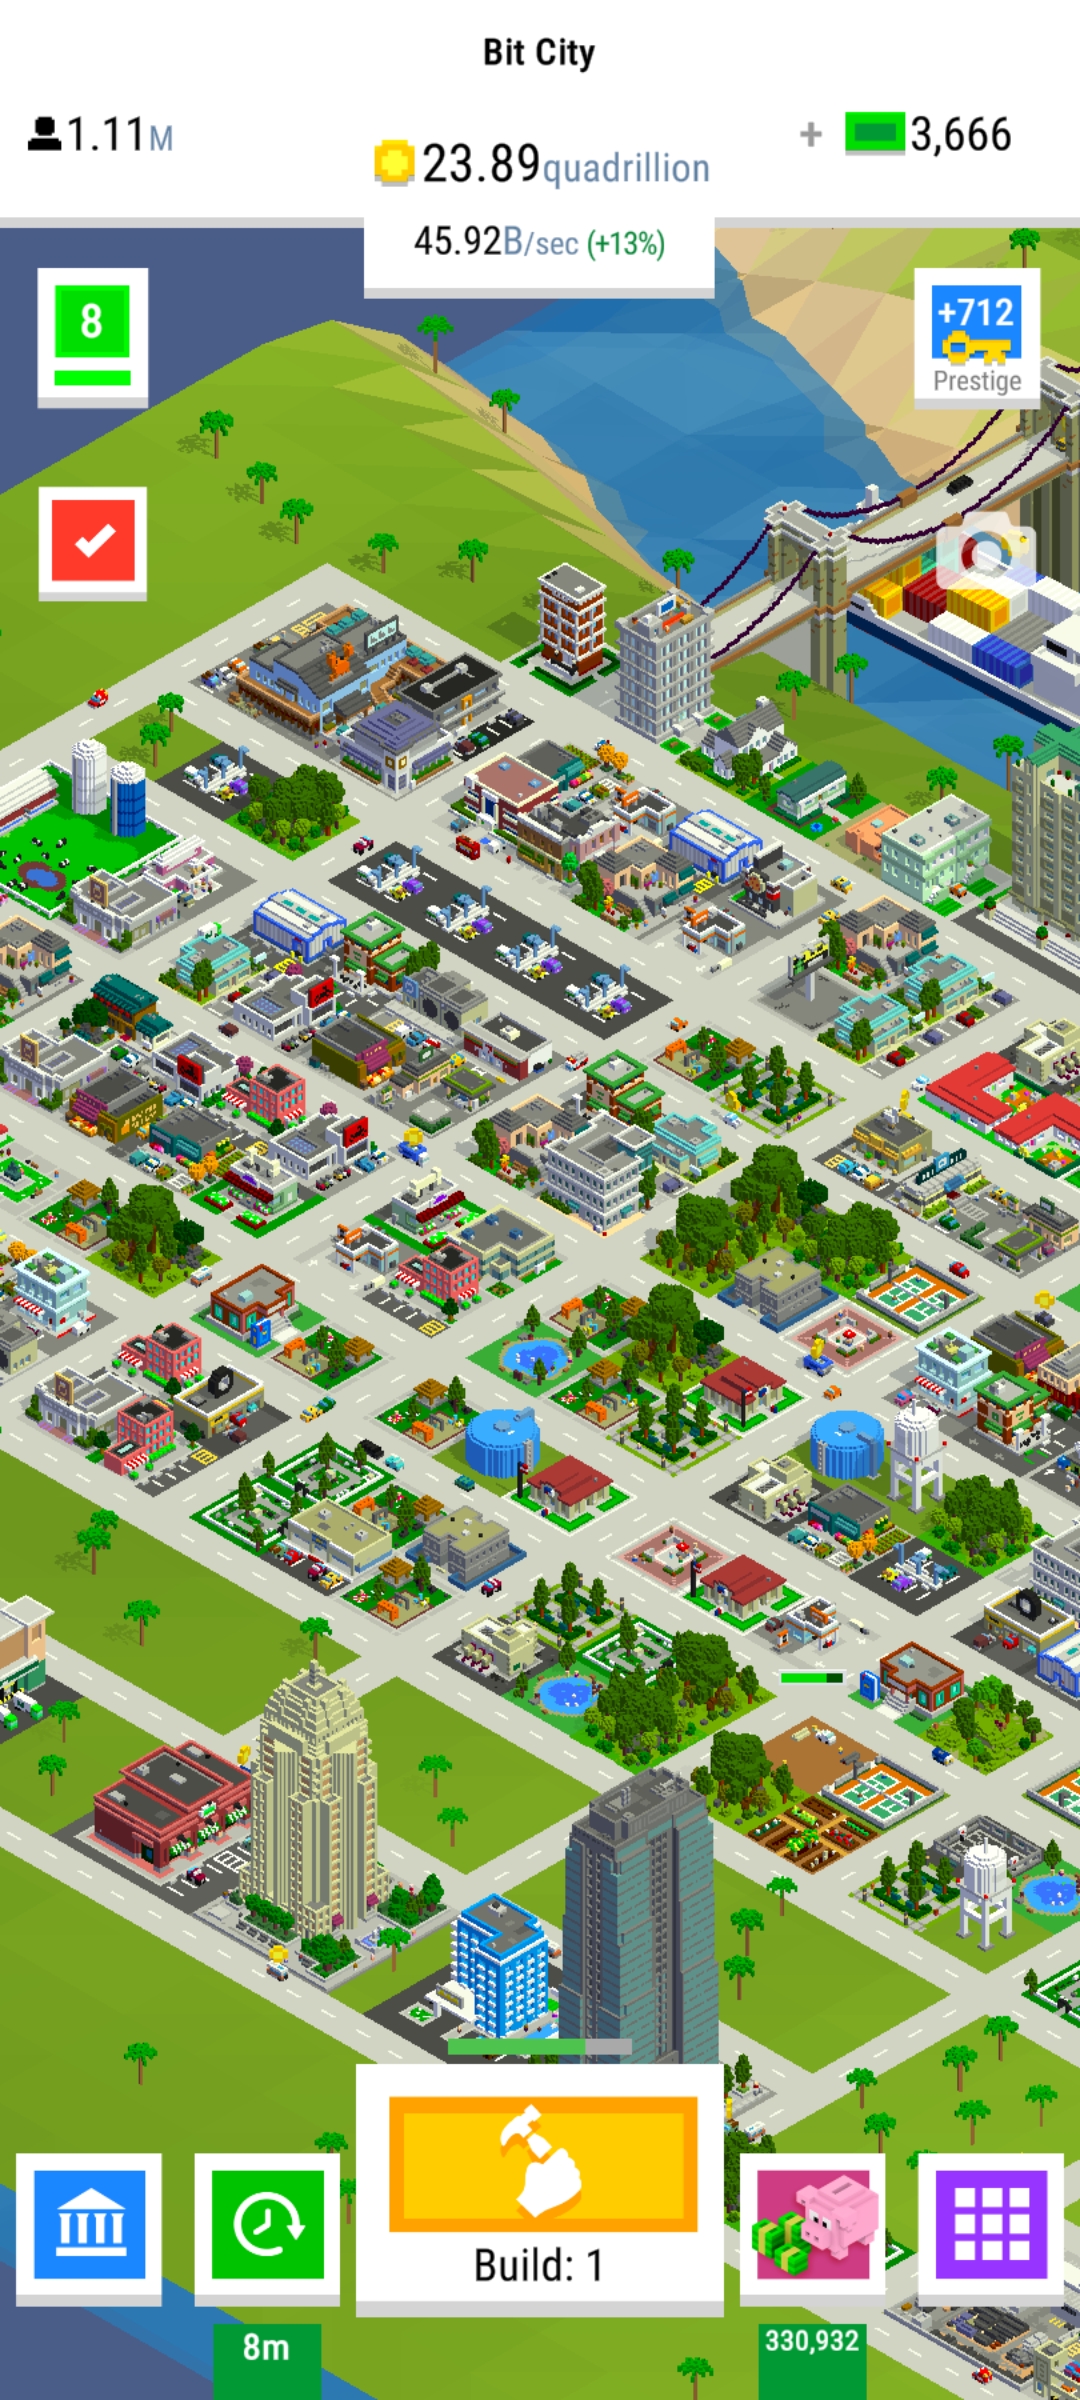 Bit City
1.11M
23.89quadrillion
+ 3,666
45.92B/sec (+13%)
8
+712
Prestige
Build: 1
8m
330,932